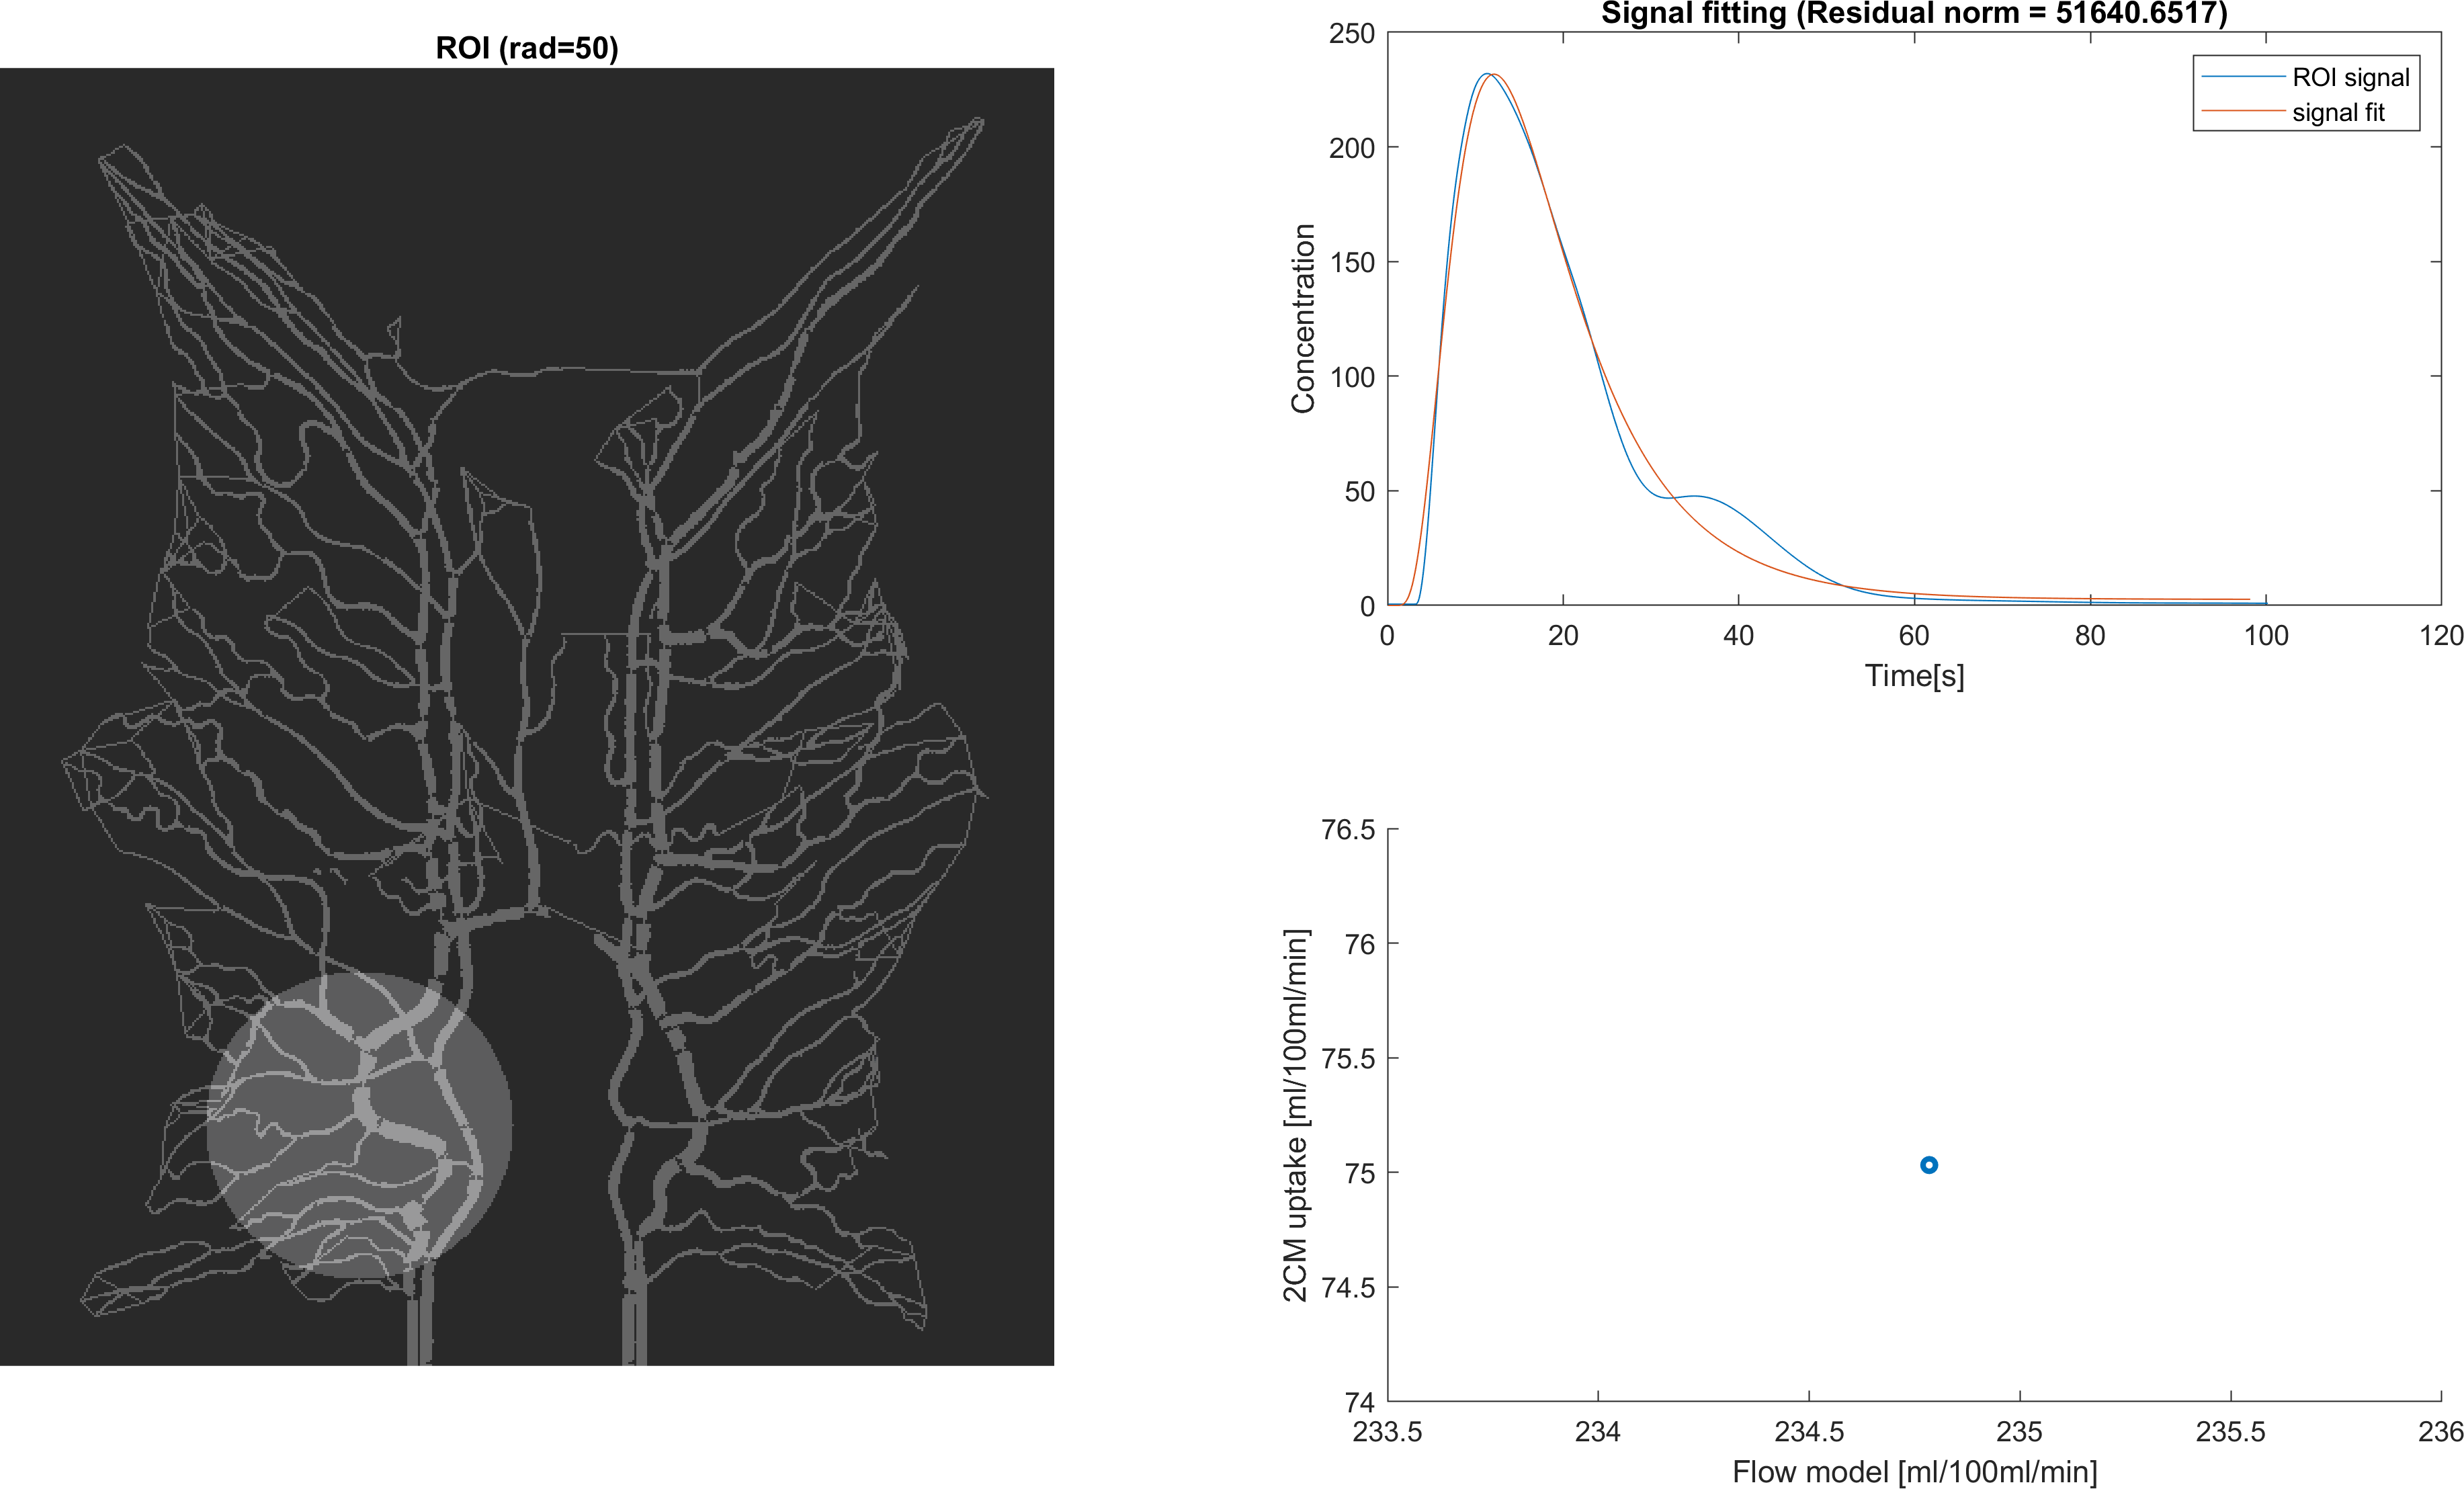 ROI (rad=50)
Signal fitting (Residual norm = 51640.6517)
250
200
150
100
50
0
Concentration
ROI signal
signal fit
0 20 40 60 80 100 120
Time[s]
76.5
76
75.5
75
74.5
74
2CM uptake [ml/100ml/min]
233.5 234 234.5 235 235.5 236
Flow model [ml/100ml/min]